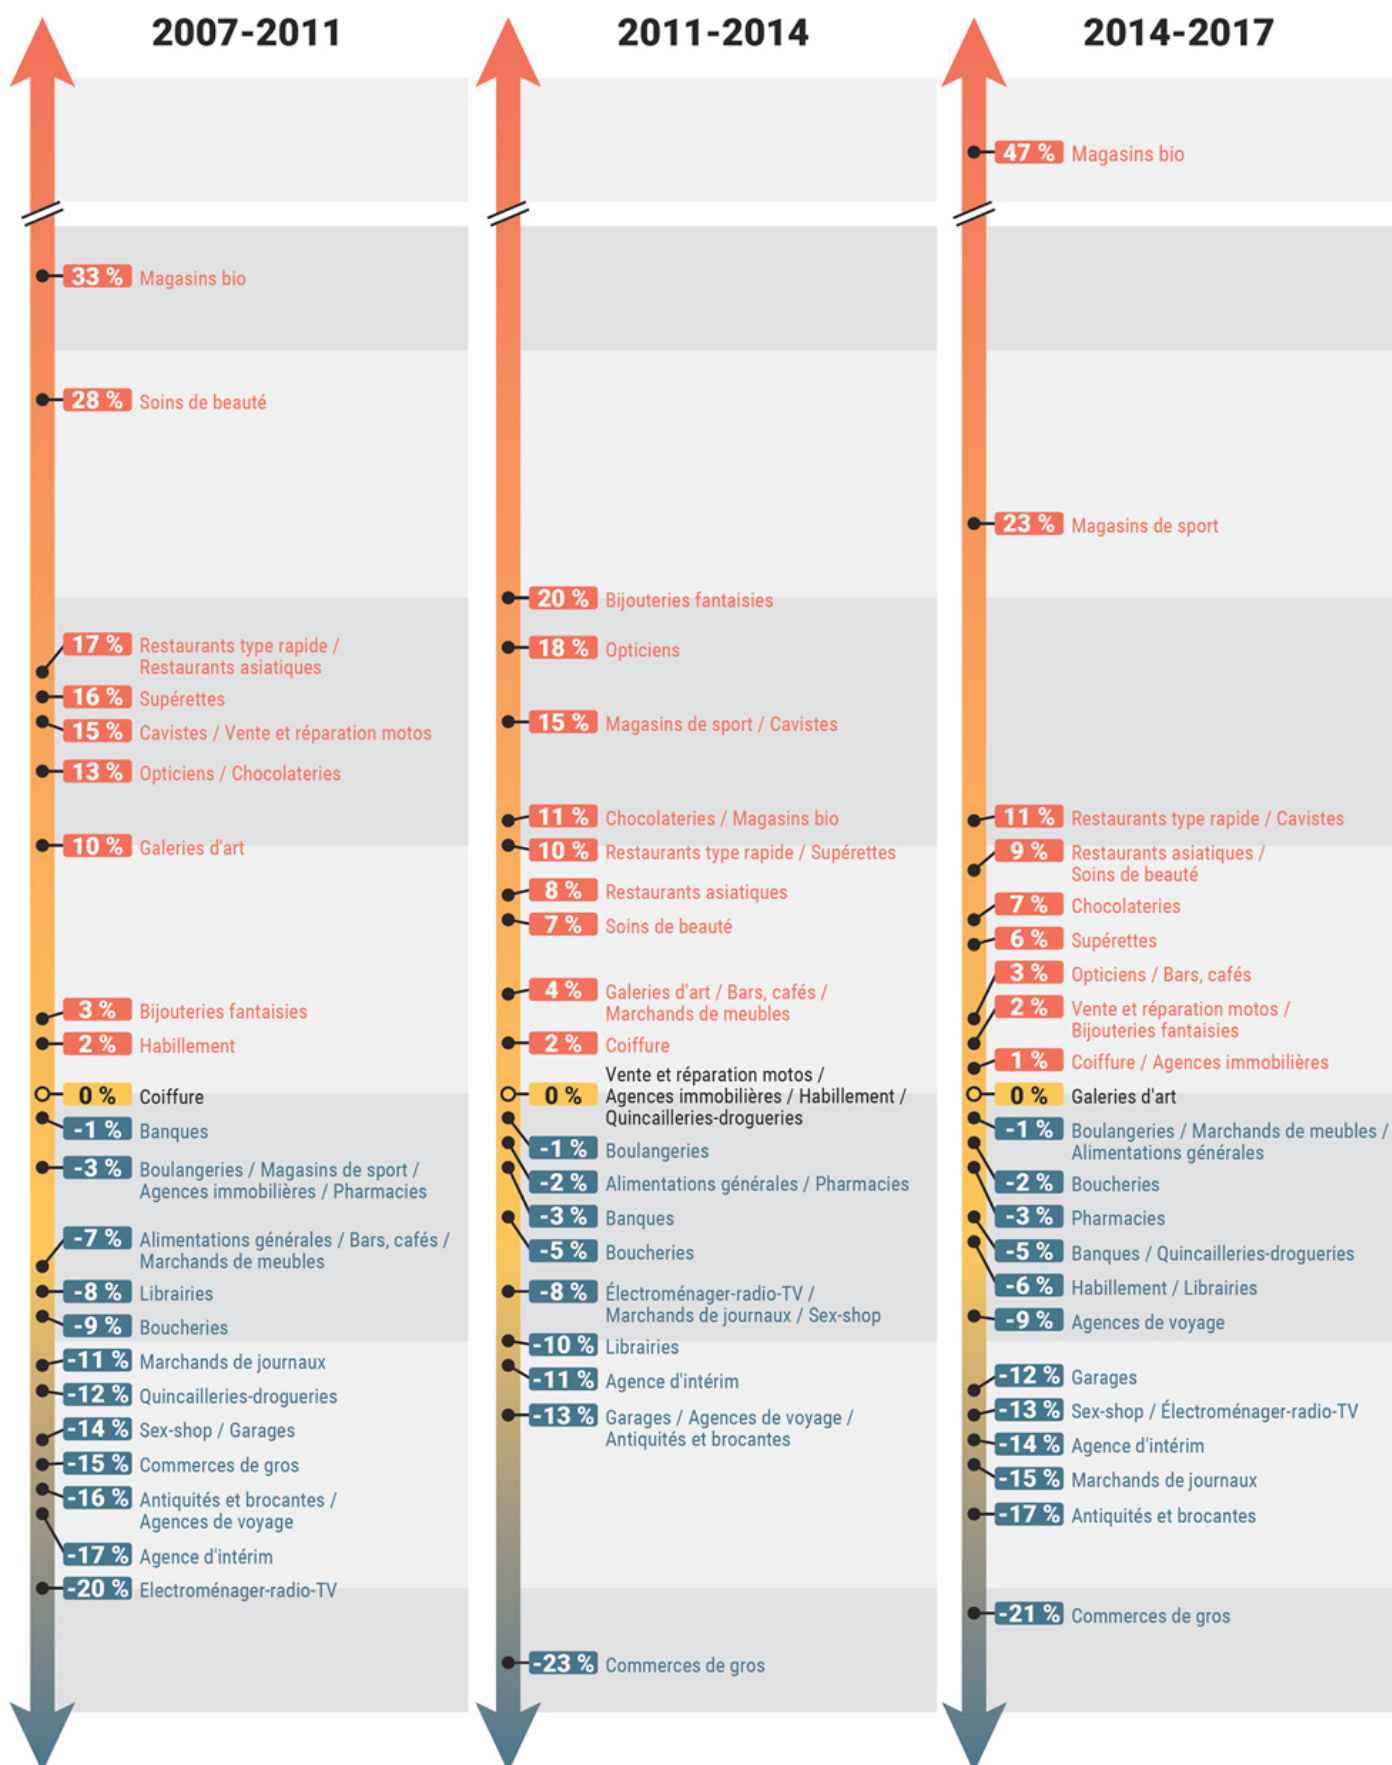 2007-2011
33 % Magasins bio
28 % Soins de beauté
17 % Restaurants type rapide /
Restaurants asiatiques
16 % Supérettes
15 % Cavistes / Vente et réparation motos
13 % Opticiens / Chocolateries
10 % Galeries d'art
3 % Bijouteries fantaisies
2 % Habillement
0 % Coiffure
-1 % Banques
-3 % Boulangeries / Magasins de sport /
Agences immobilières / Pharmacies
-7 % Alimentations générales / Bars, cafés /
Marchands de meubles
-8 % Librairies
-9 % Boucheries
-11 % Marchands de journaux
-12 % Quincailleries-drogueries
-14 % Sex-shop / Garages
-15 % Commerces de gros
-16 % Antiquités et brocantes /
Agences de voyage
-17 % Agence d'intérim
-20 % Electroménager-radio-TV
2011-2014
20 % Bijouteries fantaisies
18 % Opticiens
15 % Magasins de sport / Cavistes
11 % Chocolateries / Magasins bio
10 % Restaurants type rapide / Supérettes
8 % Restaurants asiatiques
7 % Soins de beauté
4 % Galeries d'art / Bars, cafés /
Marchands de meubles
2 % Coiffure
Vente et réparation motos /
0 % Agences immobilières / Habillement /
Quincailleries-drogueries
-1 % Boulangeries
-2 % Alimentations générales / Pharmacies
-3 % Banques
-5 % Boucheries
-8 % Électroménager-radio-TV /
Marchands de journaux / Sex-shop
-10 % Librairies
-11 % Agence d'intérim
-13 % Garages / Agences de voyage /
Antiquités et brocantes
-23 % Commerces de gros
2014-2017
47 % Magasins bio
23 % Magasins de sport
11 % Restaurants type rapide / Cavistes
9 % Restaurants asiatiques /
Soins de beauté
7 % Chocolateries
6 % Supérettes
3 % Opticiens / Bars, cafés
2 % Vente et réparation motos /
Bijouteries fantaisies
1 % Coiffure / Agences immobilières
0 % Galeries d'art
-1 % Boulangeries / Marchands de meubles /
Alimentations générales
-2 % Boucheries
-3 % Pharmacies
-5 % Banques / Quincailleries-drogueries
-6 % Habillement / Librairies
-9 % Agences de voyage
-12 % Garages
-13 % Sex-shop / Électroménager-radio-TV
-14 % Agence d'intérim
-15 % Marchands de journaux
-17 % Antiquités et brocantes
-21 % Commerces de gros